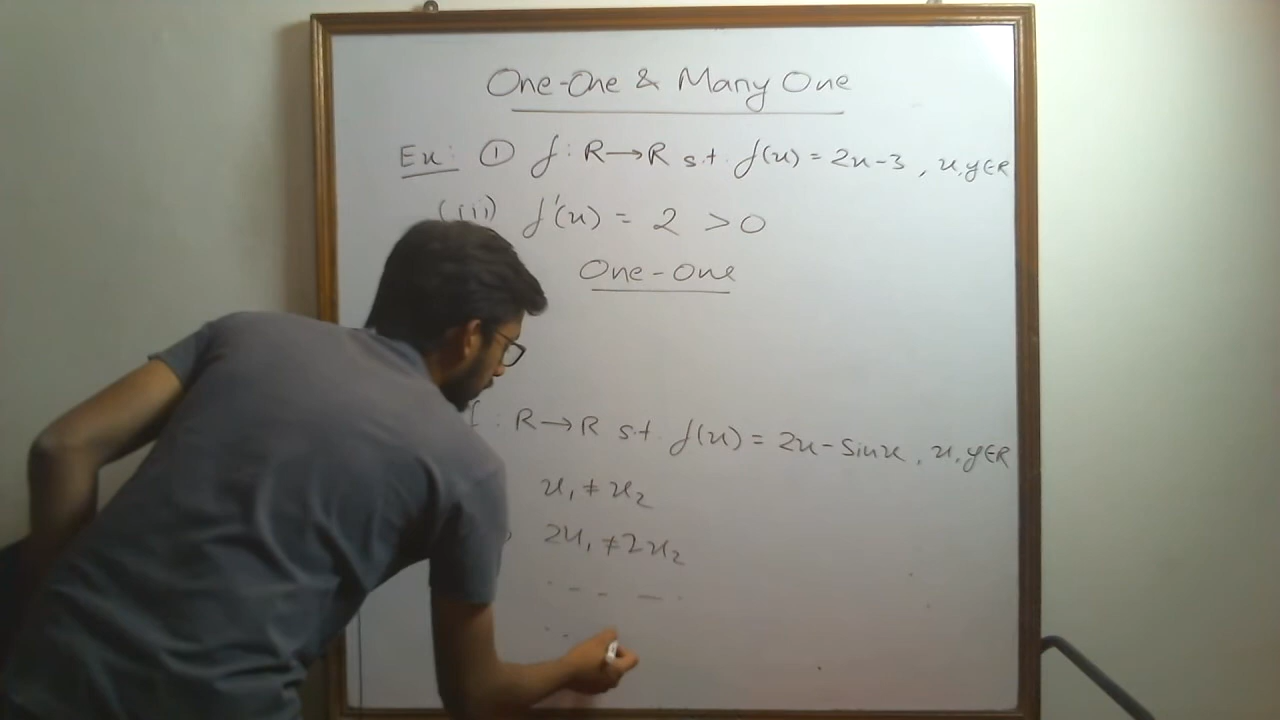 One-One & Many One
Ex: ① f: R→R s.t. f(x) = 2x-3, x,y∈R
(iii) f'(x) = 2 >0
One-One
f: R→R s.t. f(x) = 2x-Sinx, x,y∈R
x₁ ≠ x₂
2x₁ ≠ 2x₂